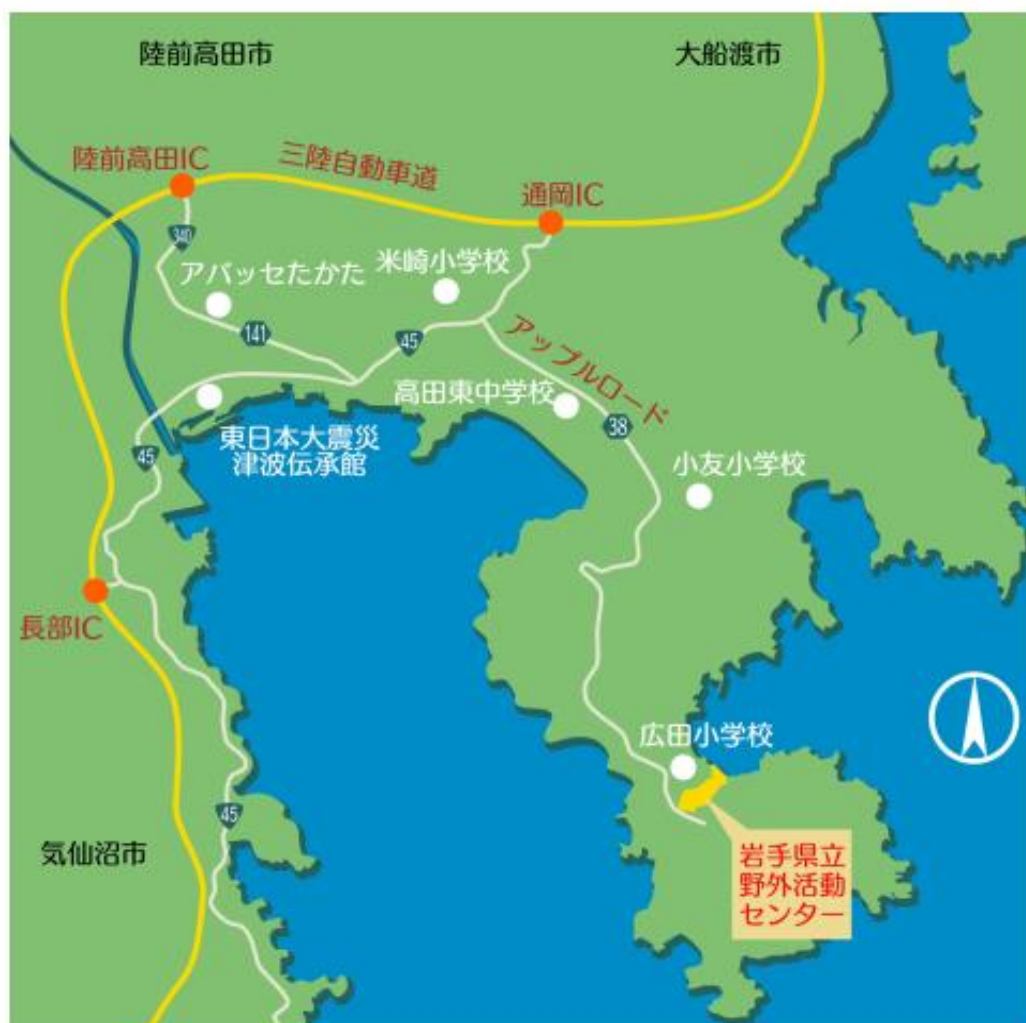 陸前高田市
大船渡市
陸前高田IC
三陸自動車道
通岡IC
340
アバッセたかた
米崎小学校
141
45
アップルロード
高田東中学校
38
東日本大震災
津波伝承館
45
小友小学校
長部IC
広田小学校
45
気仙沼市
岩手県立
野外活動
センター